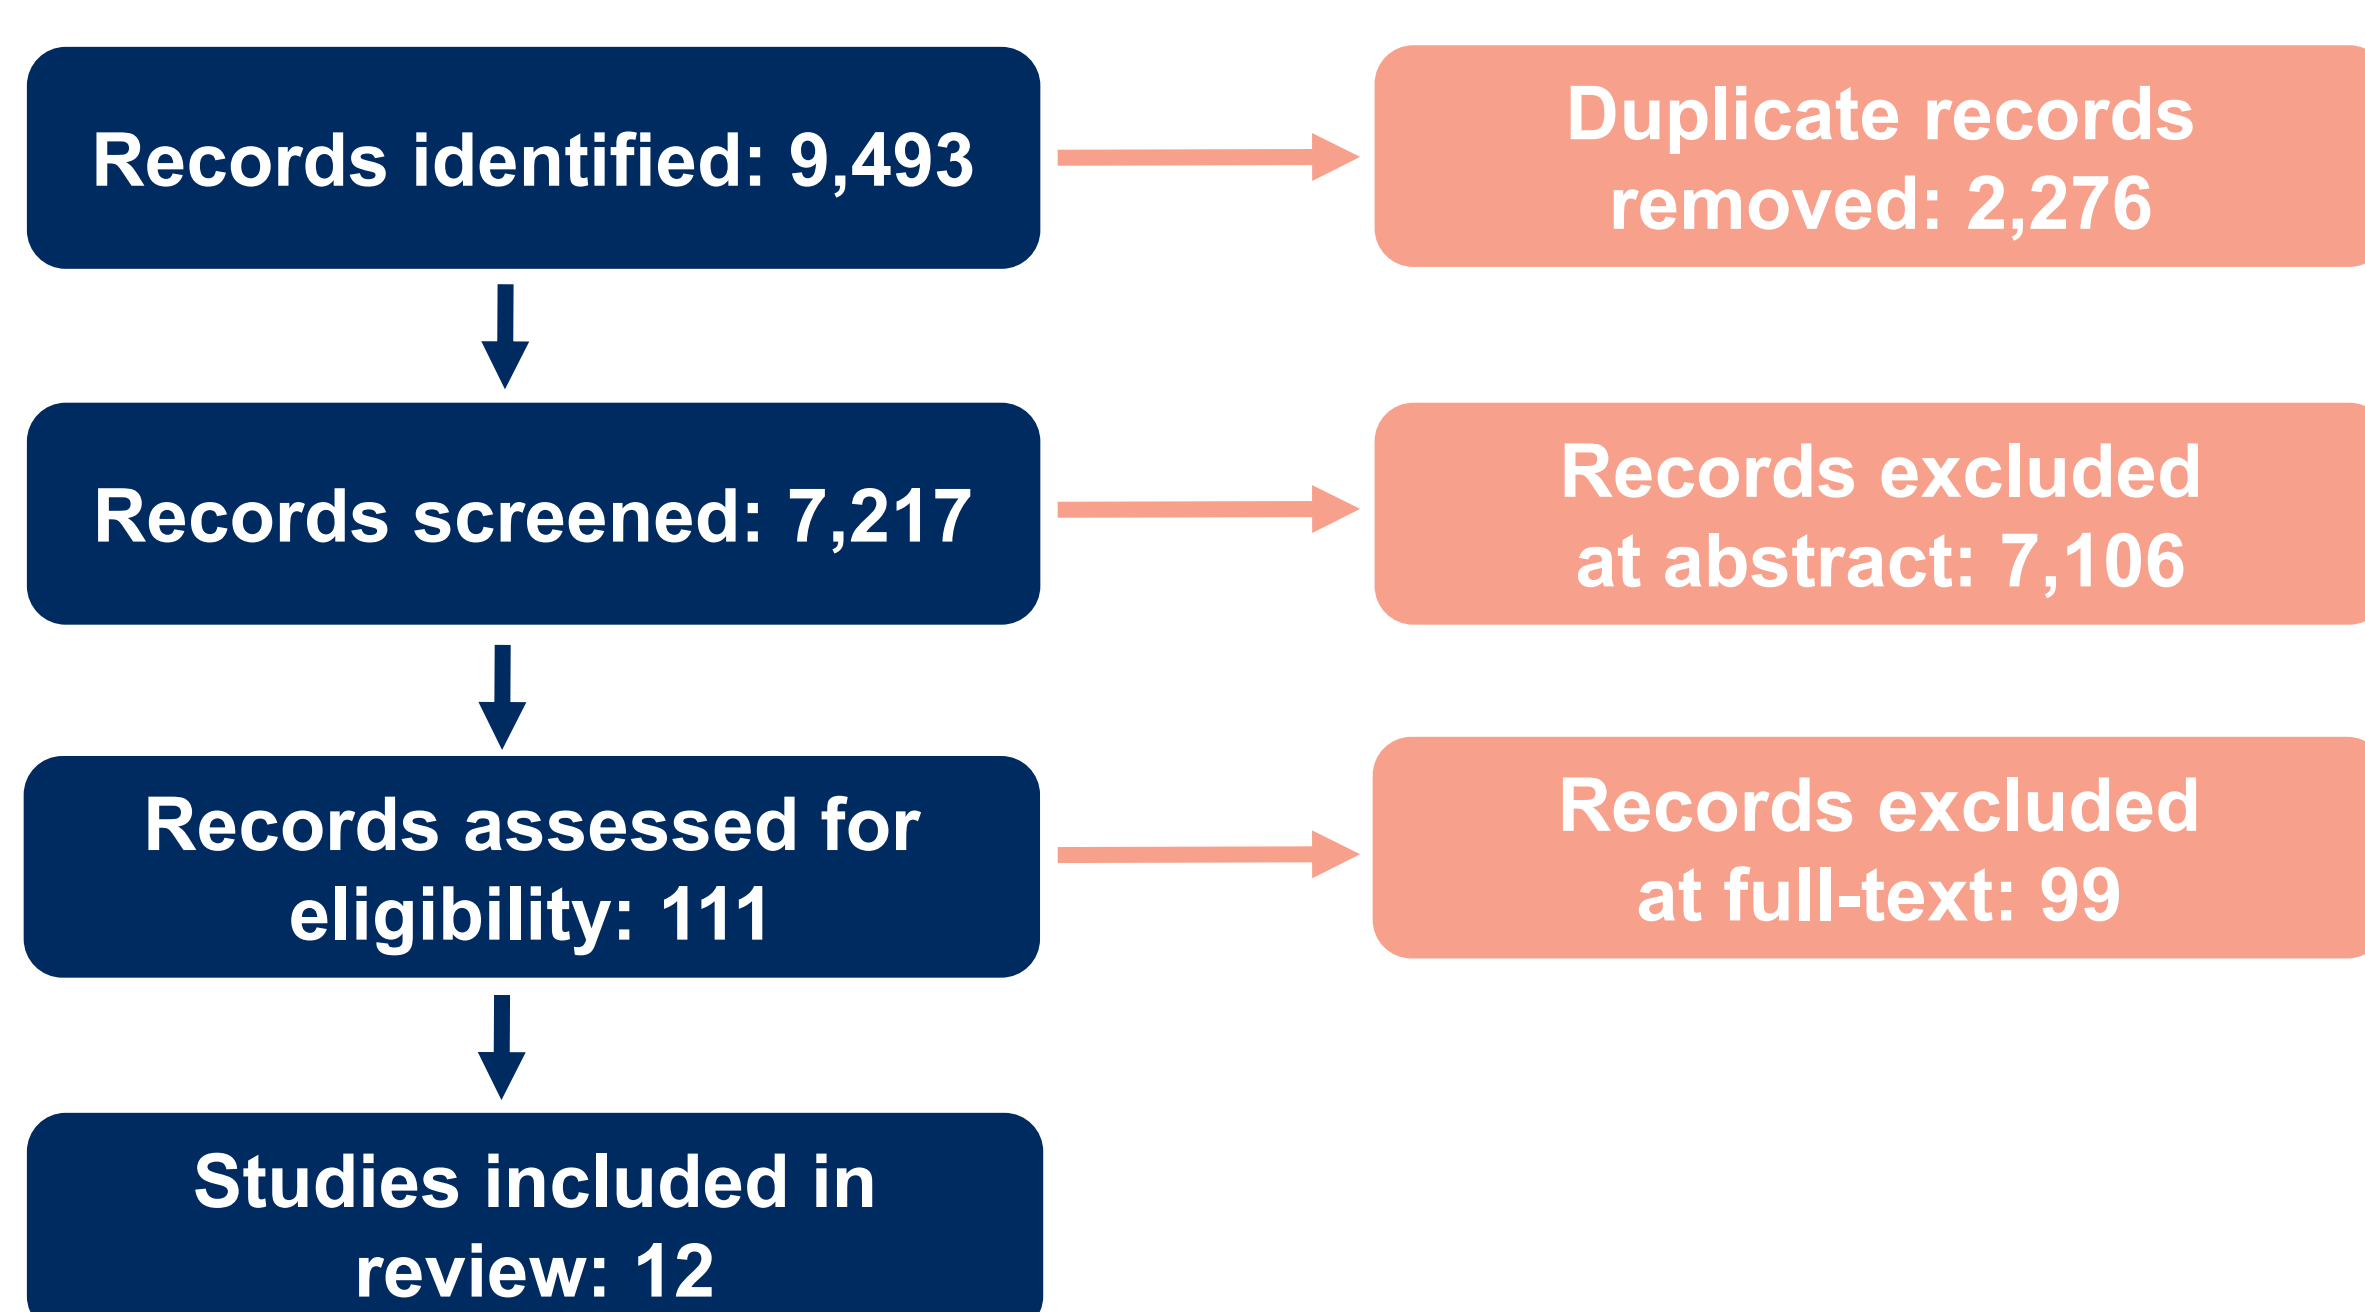 Records identified: 9,493
Duplicate records
removed: 2,276
Records screened: 7,217
Records excluded
at abstract: 7,106
Records assessed for
eligibility: 111
Records excluded
at full-text: 99
Studies included in
review: 12